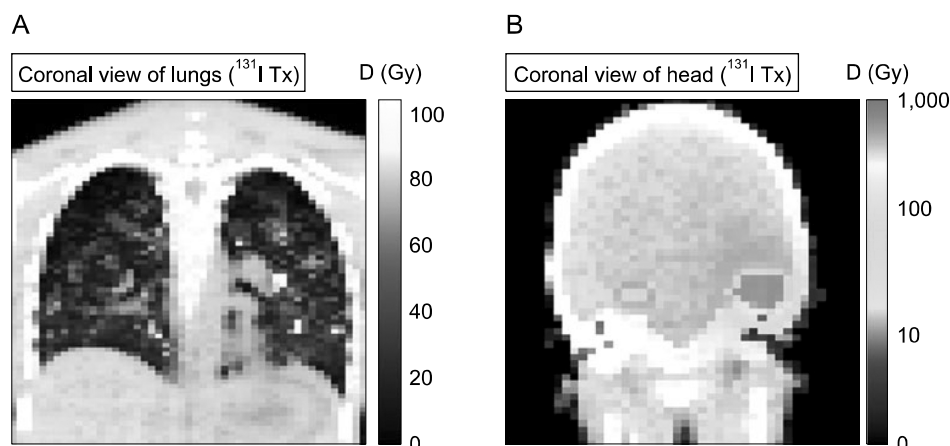 A
Coronal view of lungs (¹³¹I Tx)
D (Gy)
100
80
60
40
20
0
B
Coronal view of head (¹³¹I Tx)
D (Gy)
1,000
100
10
0